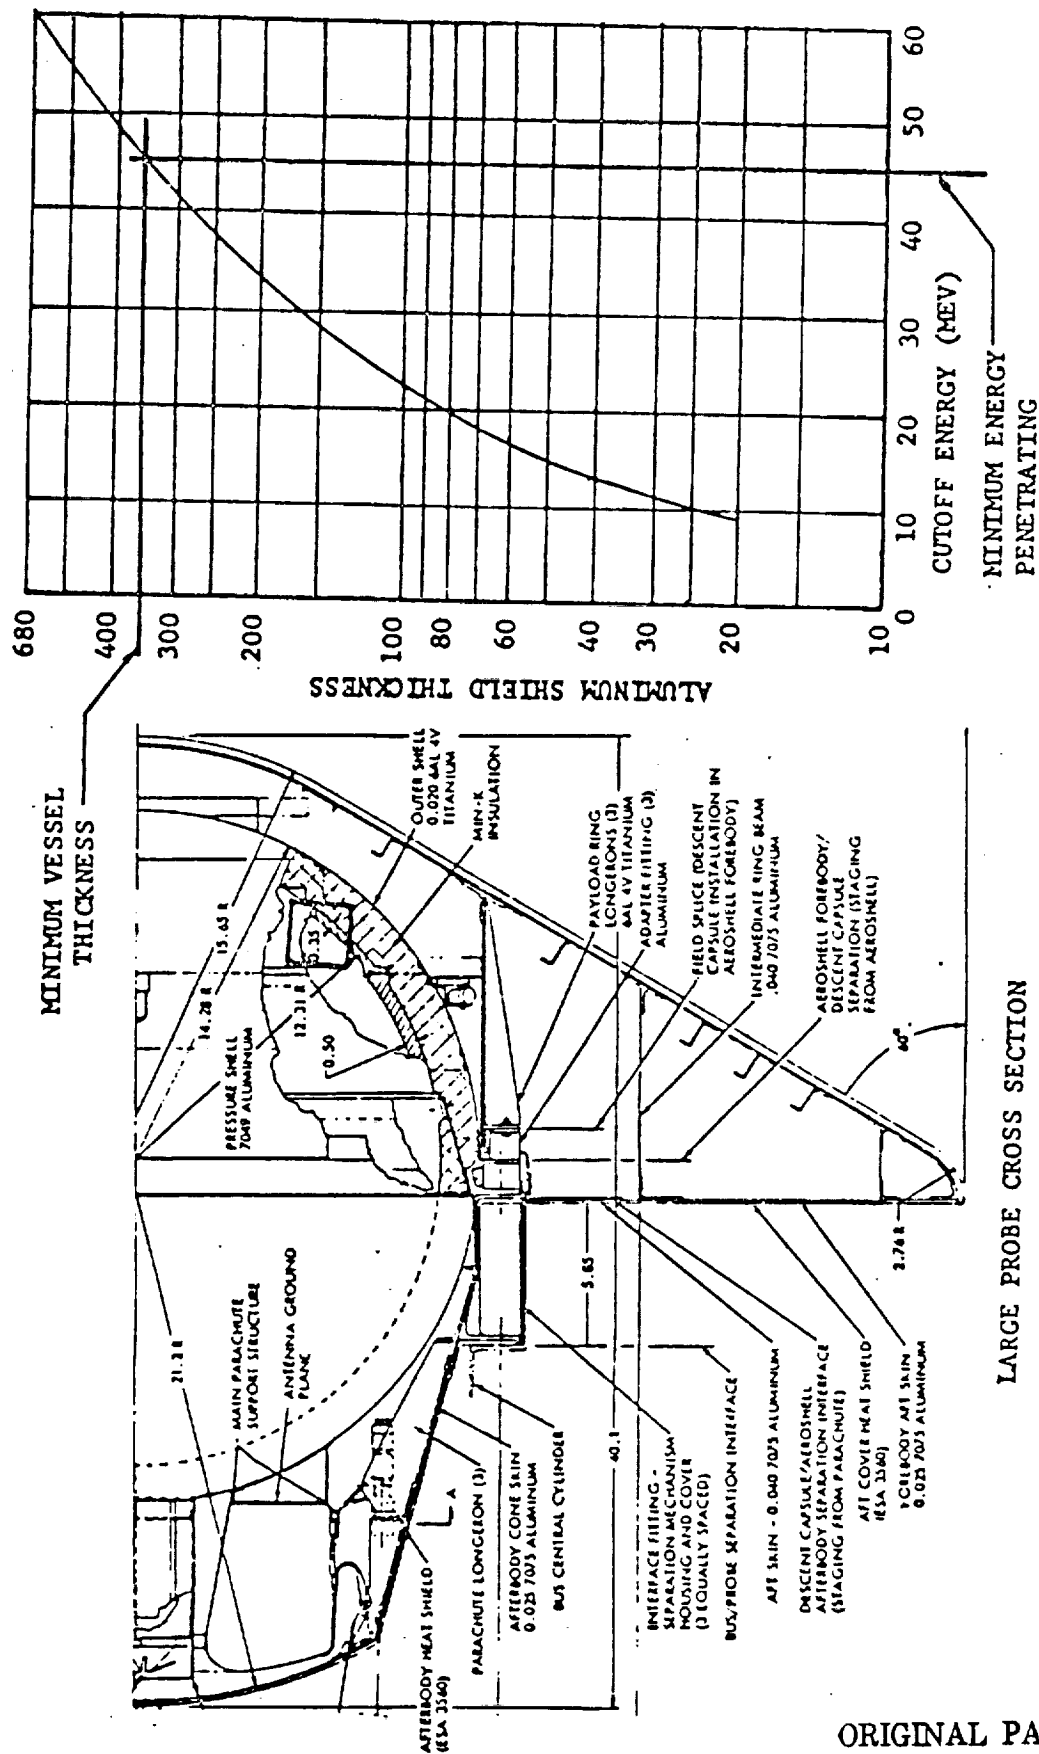 MINIMUM VESSEL
THICKNESS
680
300
200
100
80
60
40
30
20
10
ALUMINUM SHIELD THICKNESS
0
10
20
30
40
50
60
CUTOFF ENERGY (MEV)
MINIMUM ENERGY
PENETRATING
15.65 R
14.28 R
PRESSURE SHELL
7049 ALUMINUM
12.31 R
0.50
OUTER SHELL
0.020 6AL 4V
TITANIUM
MIN-K
INSULATION
PAYLOAD RING
LONGERONS (3)
6AL 4V TITANIUM
ADAPTER FITTING (3)
ALUMINUM
FIELD SPLICE (DESCENT
CAPSULE INSTALLATION IN
AEROSHELL FOREBODY)
INTERMEDIATE RING BEAM
.040 7075 ALUMINUM
AEROSHELL FOREBODY/
DESCENT CAPSULE
SEPARATION (STAGING
FROM AEROSHELL)
60°
21.2 R
MAIN PARACHUTE
SUPPORT STRUCTURE
ANTENNA GROUND
PLANE
5.85
2.76 R
A
40.1
AFTERBODY HEAT SHIELD
(ESA 3560)
PARACHUTE LONGERON (3)
AFTERBODY CONE SKIN
0.025 7075 ALUMINUM
BUS CENTRAL CYLINDER
INTERFACE FITTING -
SEPARATION MECHANISM
HOUSING AND COVER
(3 EQUALLY SPACED)
BUS/PROBE SEPARATION INTERFACE
AFT SKIN - 0.040 7075 ALUMINUM
DESCENT CAPSULE/AEROSHELL
AFTERBODY SEPARATION INTERFACE
(STAGING FROM PARACHUTE)
AFT COVER HEAT SHIELD
(ESA 3560)
FOREBODY AFT SKIN
0.025 7075 ALUMINUM
LARGE PROBE CROSS SECTION
ORIGINAL PA